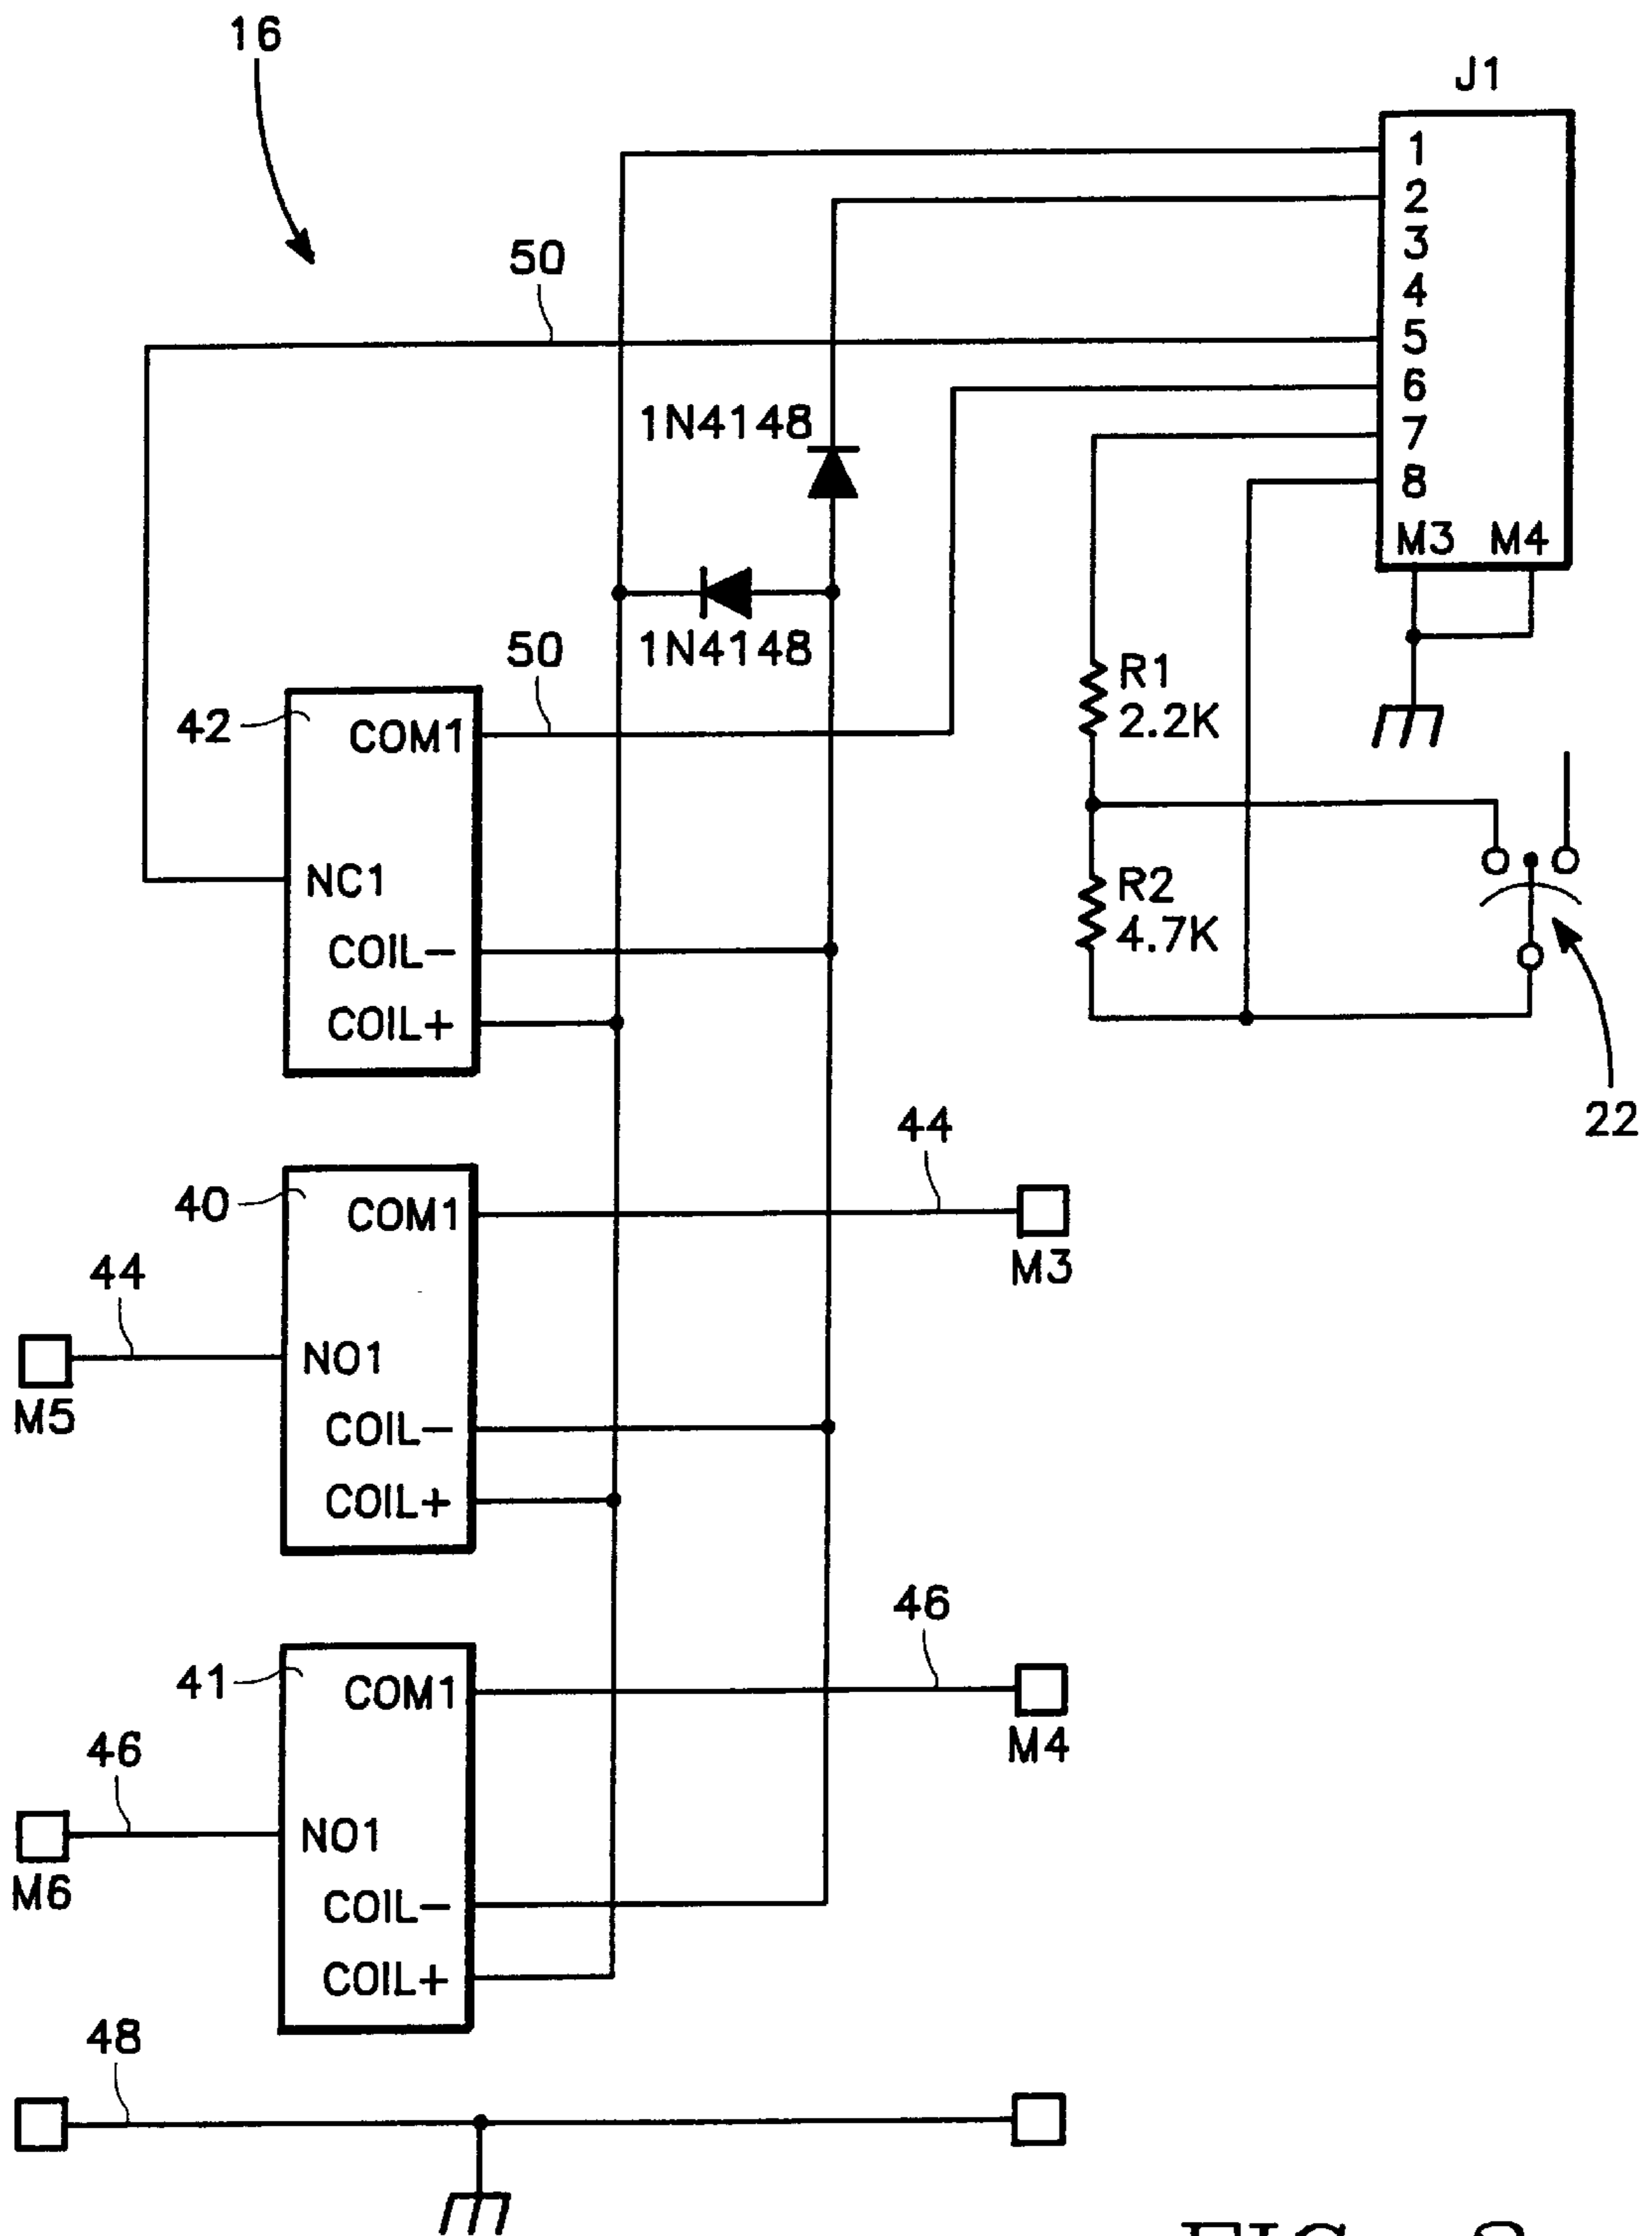 16
J1
1
2
3
4
5
6
7
8
M3 M4
50
1N4148
1N4148
50
42
COM1
NC1
COIL-
COIL+
R1
2.2K
R2
4.7K
22
44
40
COM1
M3
44
NO1
M5
COIL-
COIL+
46
41
COM1
M4
46
NO1
M6
COIL-
COIL+
48